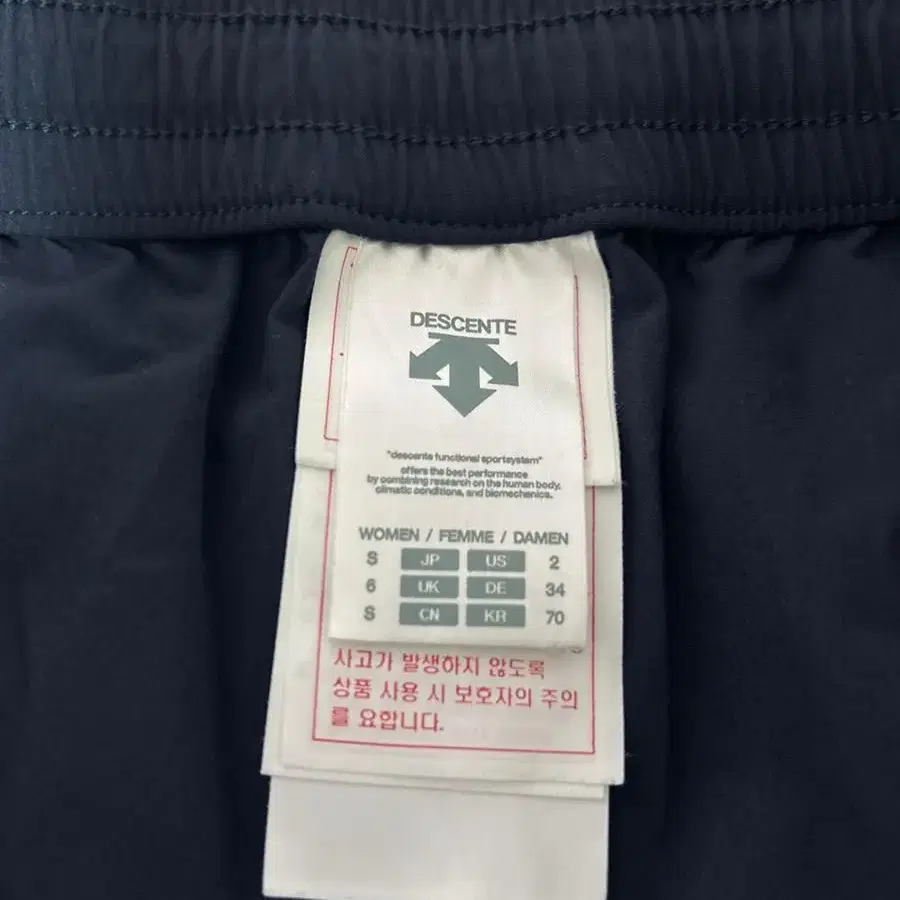 DESCENTE
"descente functional sportsystem"
offers the best performance
by combining research on the human body,
climatic conditions, and biomechanics.
WOMEN / FEMME / DAMEN
S JP US 2
6 UK DE 34
S CN KR 70
사고가 발생하지 않도록
상품 사용 시 보호자의 주의
를 요합니다.